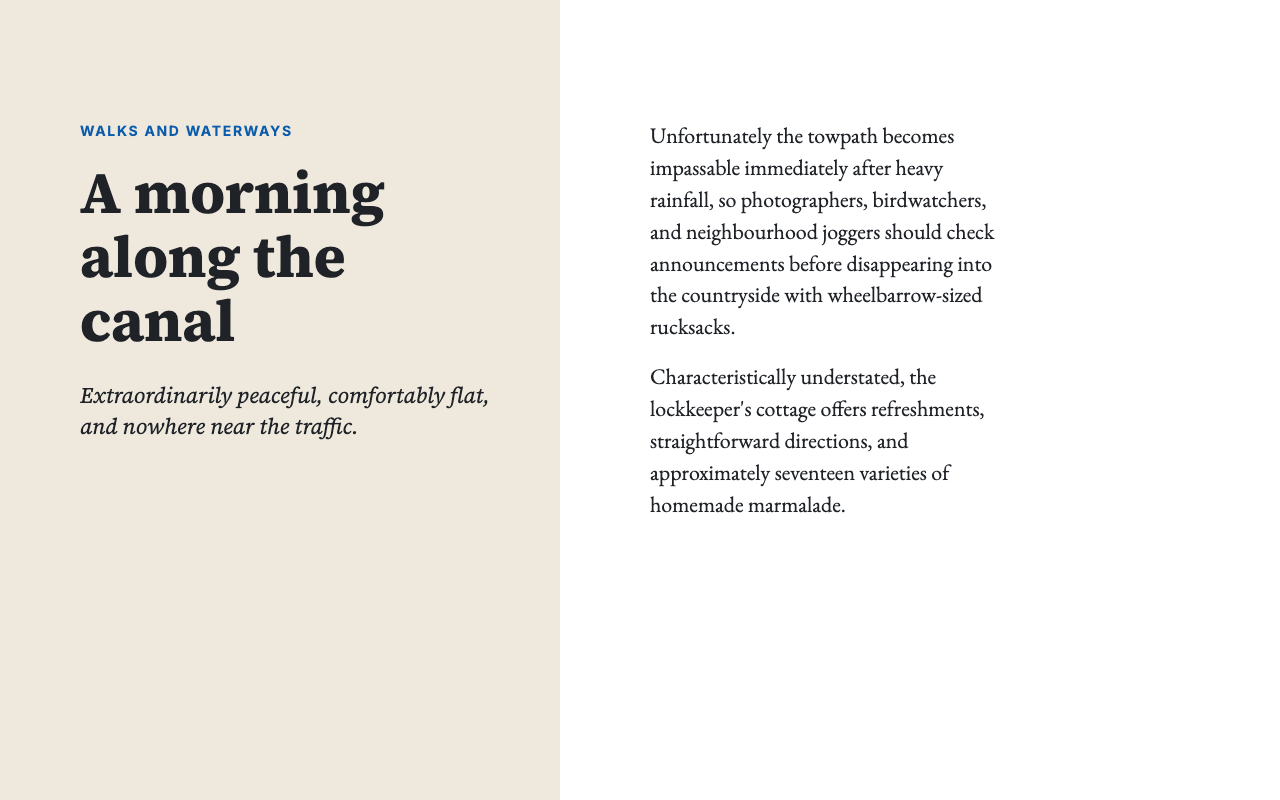 WALKS AND WATERWAYS
A morning
along the
canal
Extraordinarily peaceful, comfortably flat,
and nowhere near the traffic.
Unfortunately the towpath becomes
impassable immediately after heavy
rainfall, so photographers, birdwatchers,
and neighbourhood joggers should check
announcements before disappearing into
the countryside with wheelbarrow-sized
rucksacks.
Characteristically understated, the
lockkeeper's cottage offers refreshments,
straightforward directions, and
approximately seventeen varieties of
homemade marmalade.